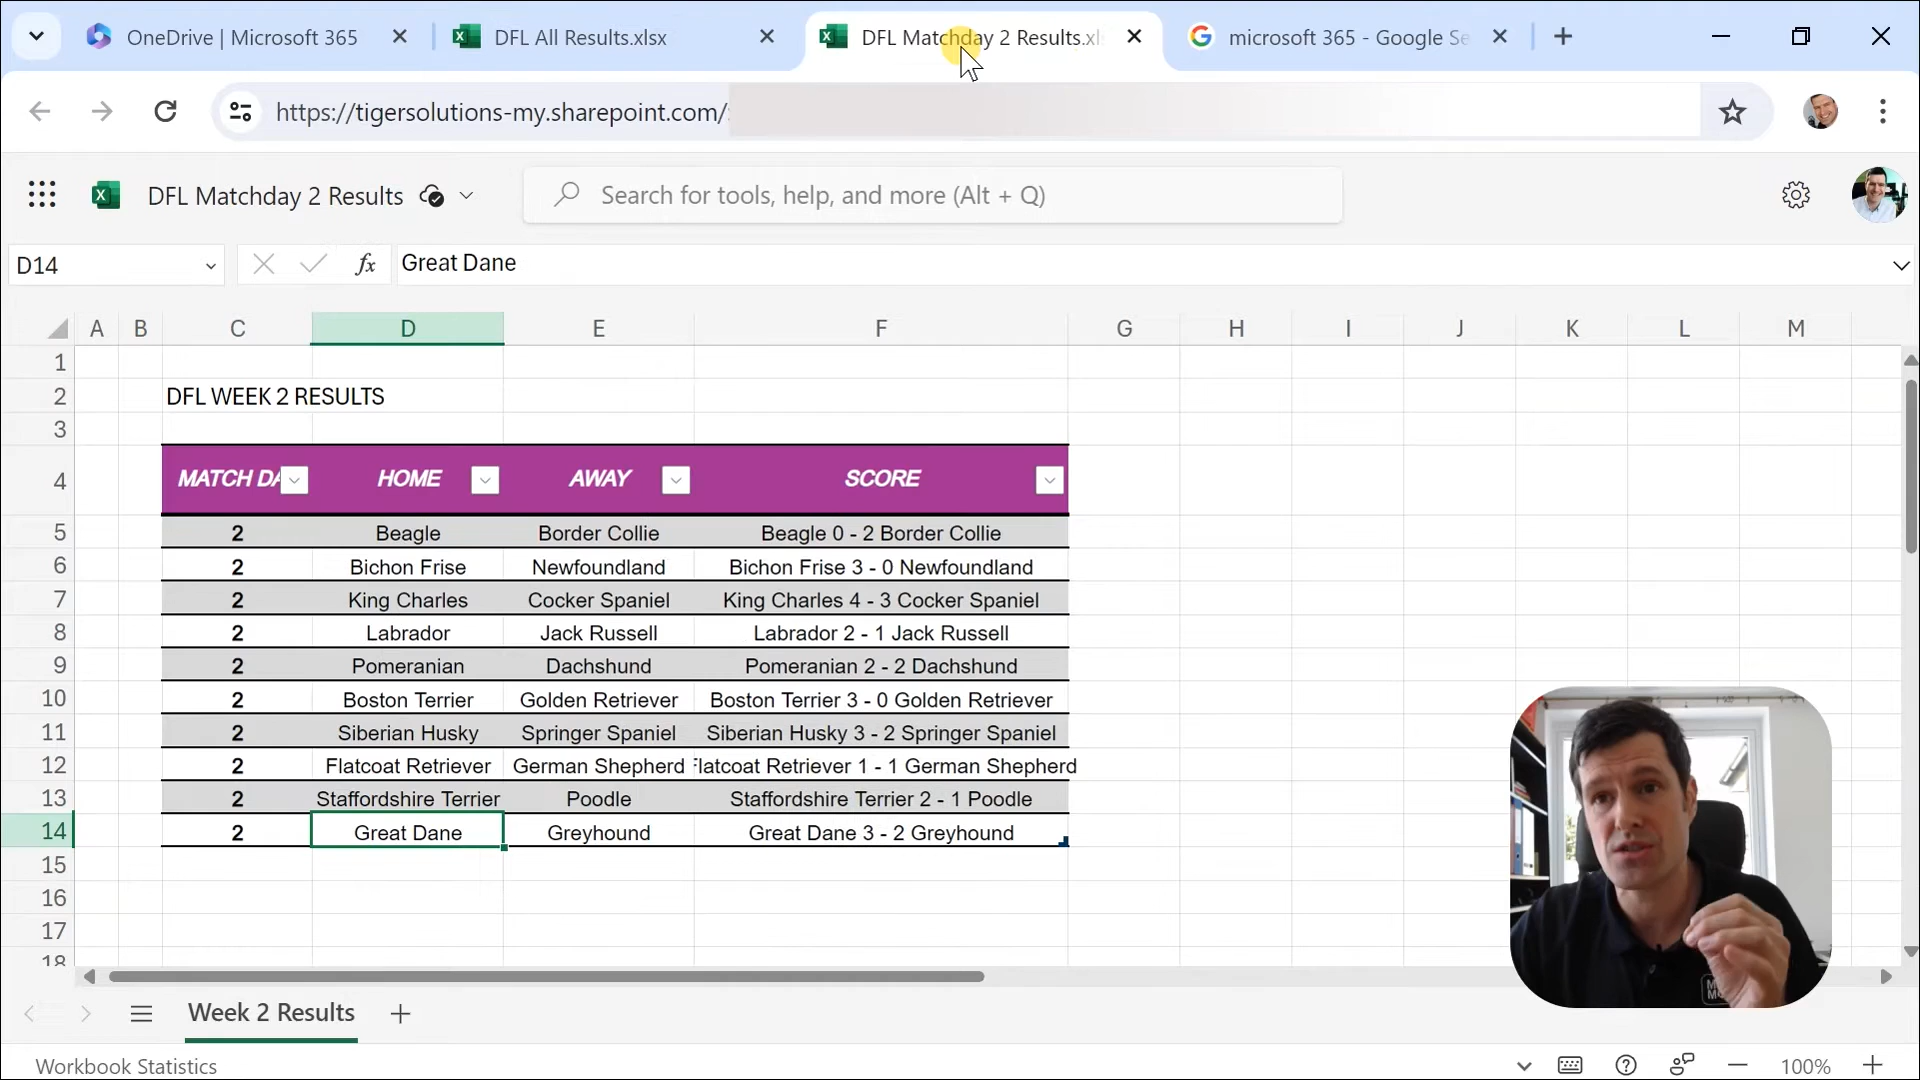 OneDrive | Microsoft 365
DFL All Results.xlsx
DFL Matchday 2 Results.xl
microsoft 365 - Google Se
https://tigersolutions-my.sharepoint.com/
DFL Matchday 2 Results
Search for tools, help, and more (Alt + Q)
D14
fx
Great Dane
A B C D E F G H I J K L M
1
2 DFL WEEK 2 RESULTS
3
4 MATCH DA HOME AWAY SCORE
5 2 Beagle Border Collie Beagle 0 - 2 Border Collie
6 2 Bichon Frise Newfoundland Bichon Frise 3 - 0 Newfoundland
7 2 King Charles Cocker Spaniel King Charles 4 - 3 Cocker Spaniel
8 2 Labrador Jack Russell Labrador 2 - 1 Jack Russell
9 2 Pomeranian Dachshund Pomeranian 2 - 2 Dachshund
10 2 Boston Terrier Golden Retriever Boston Terrier 3 - 0 Golden Retriever
11 2 Siberian Husky Springer Spaniel Siberian Husky 3 - 2 Springer Spaniel
12 2 Flatcoat Retriever German Shepherd Flatcoat Retriever 1 - 1 German Shepherd
13 2 Staffordshire Terrier Poodle Staffordshire Terrier 2 - 1 Poodle
14 2 Great Dane Greyhound Great Dane 3 - 2 Greyhound
15
16
17
18
Week 2 Results
Workbook Statistics
100%